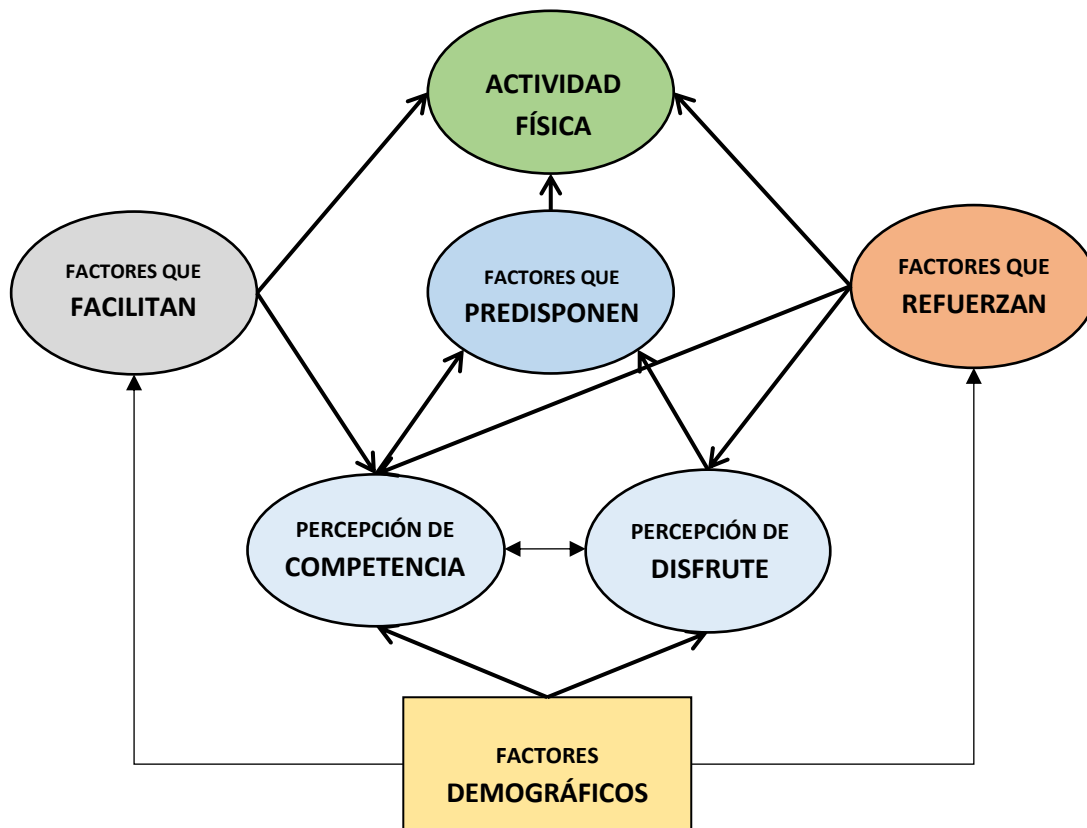 ACTIVIDAD
FÍSICA
FACTORES QUE
FACILITAN
FACTORES QUE
PREDISPONEN
FACTORES QUE
REFUERZAN
PERCEPCIÓN DE
COMPETENCIA
PERCEPCIÓN DE
DISFRUTE
FACTORES
DEMOGRÁFICOS